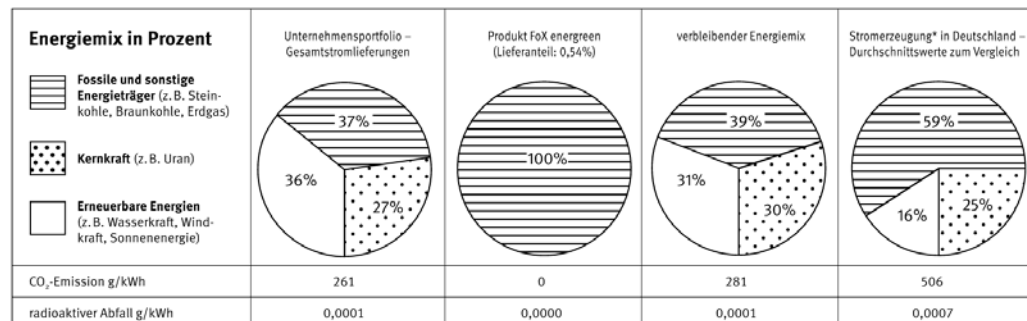 Energiemix in Prozent
Fossile und sonstige
Energieträger (z. B. Stein-
kohle, Braunkohle, Erdgas)
Kernkraft (z. B. Uran)
Erneuerbare Energien
(z. B. Wasserkraft, Wind-
kraft, Sonnenenergie)
Unternehmensportfolio –
Gesamtstromlieferungen
37%
36%
27%
Produkt FoX energreen
(Lieferanteil: 0,54%)
100%
verbleibender Energiemix
39%
31%
30%
Stromerzeugung* in Deutschland –
Durchschnittswerte zum Vergleich
59%
16%
25%
CO₂-Emission g/kWh 261 0 281 506
radioaktiver Abfall g/kWh 0,0001 0,0000 0,0001 0,0007